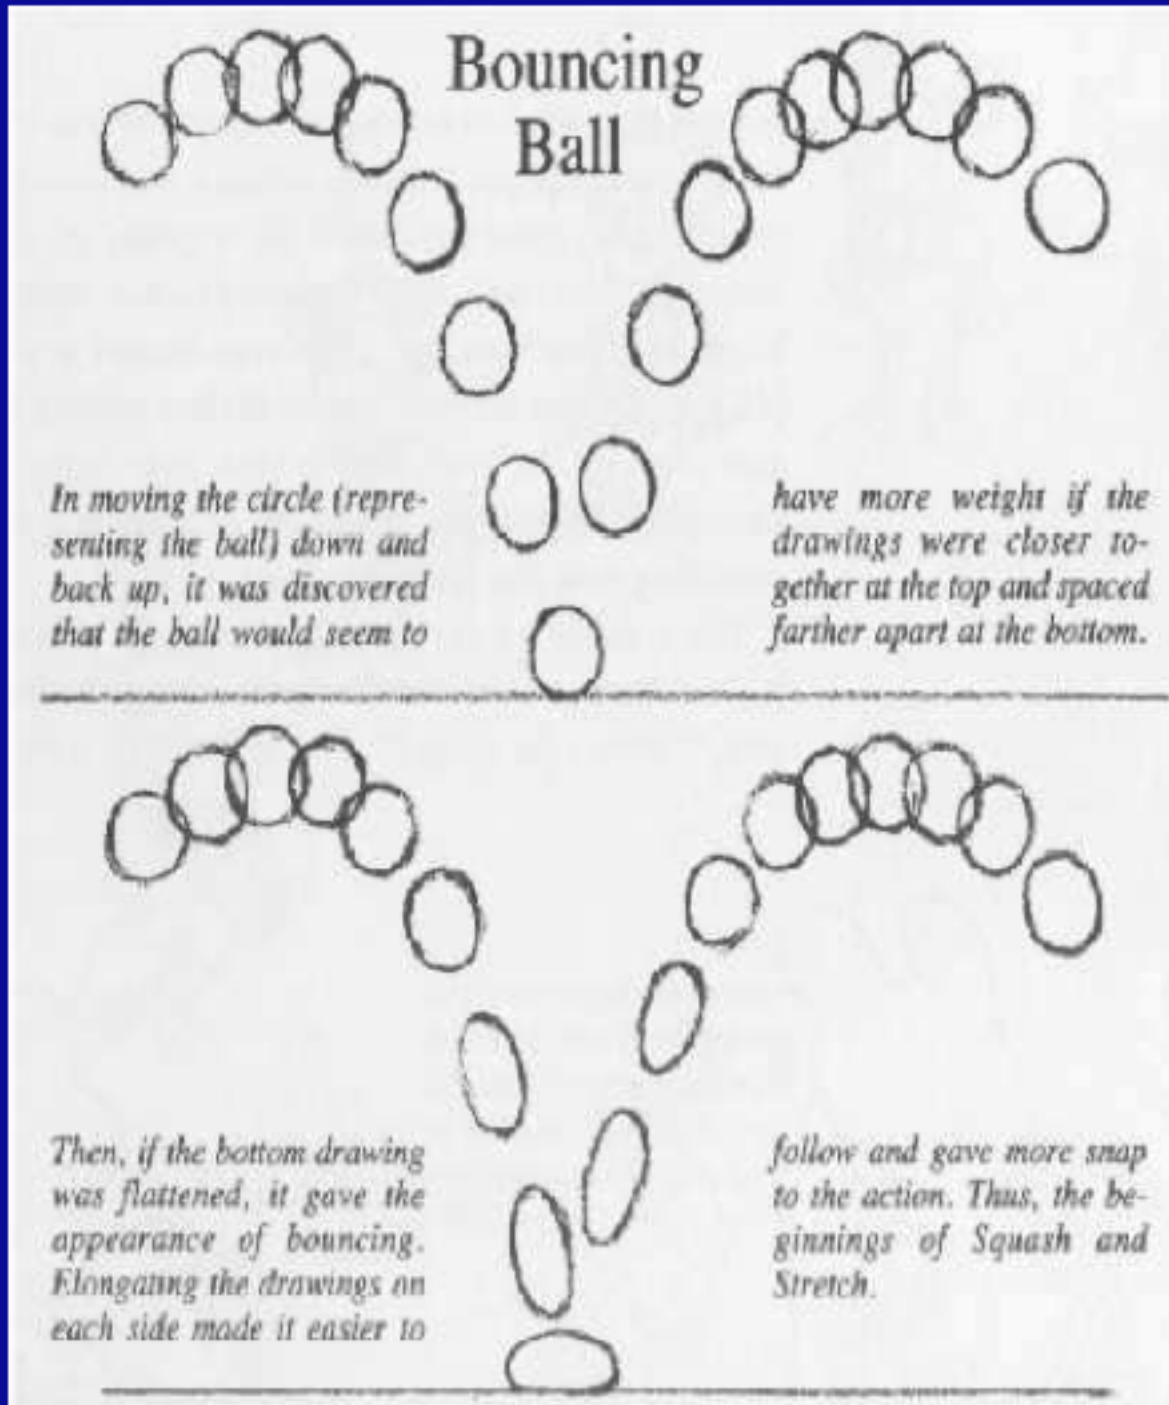 Bouncing
Ball
In moving the circle (repre-
senting the ball) down and
back up, it was discovered
that the ball would seem to
have more weight if the
drawings were closer to-
gether at the top and spaced
farther apart at the bottom.
Then, if the bottom drawing
was flattened, it gave the
appearance of bouncing.
Elongating the drawings on
each side made it easier to
follow and gave more snap
to the action. Thus, the be-
ginnings of Squash and
Stretch.